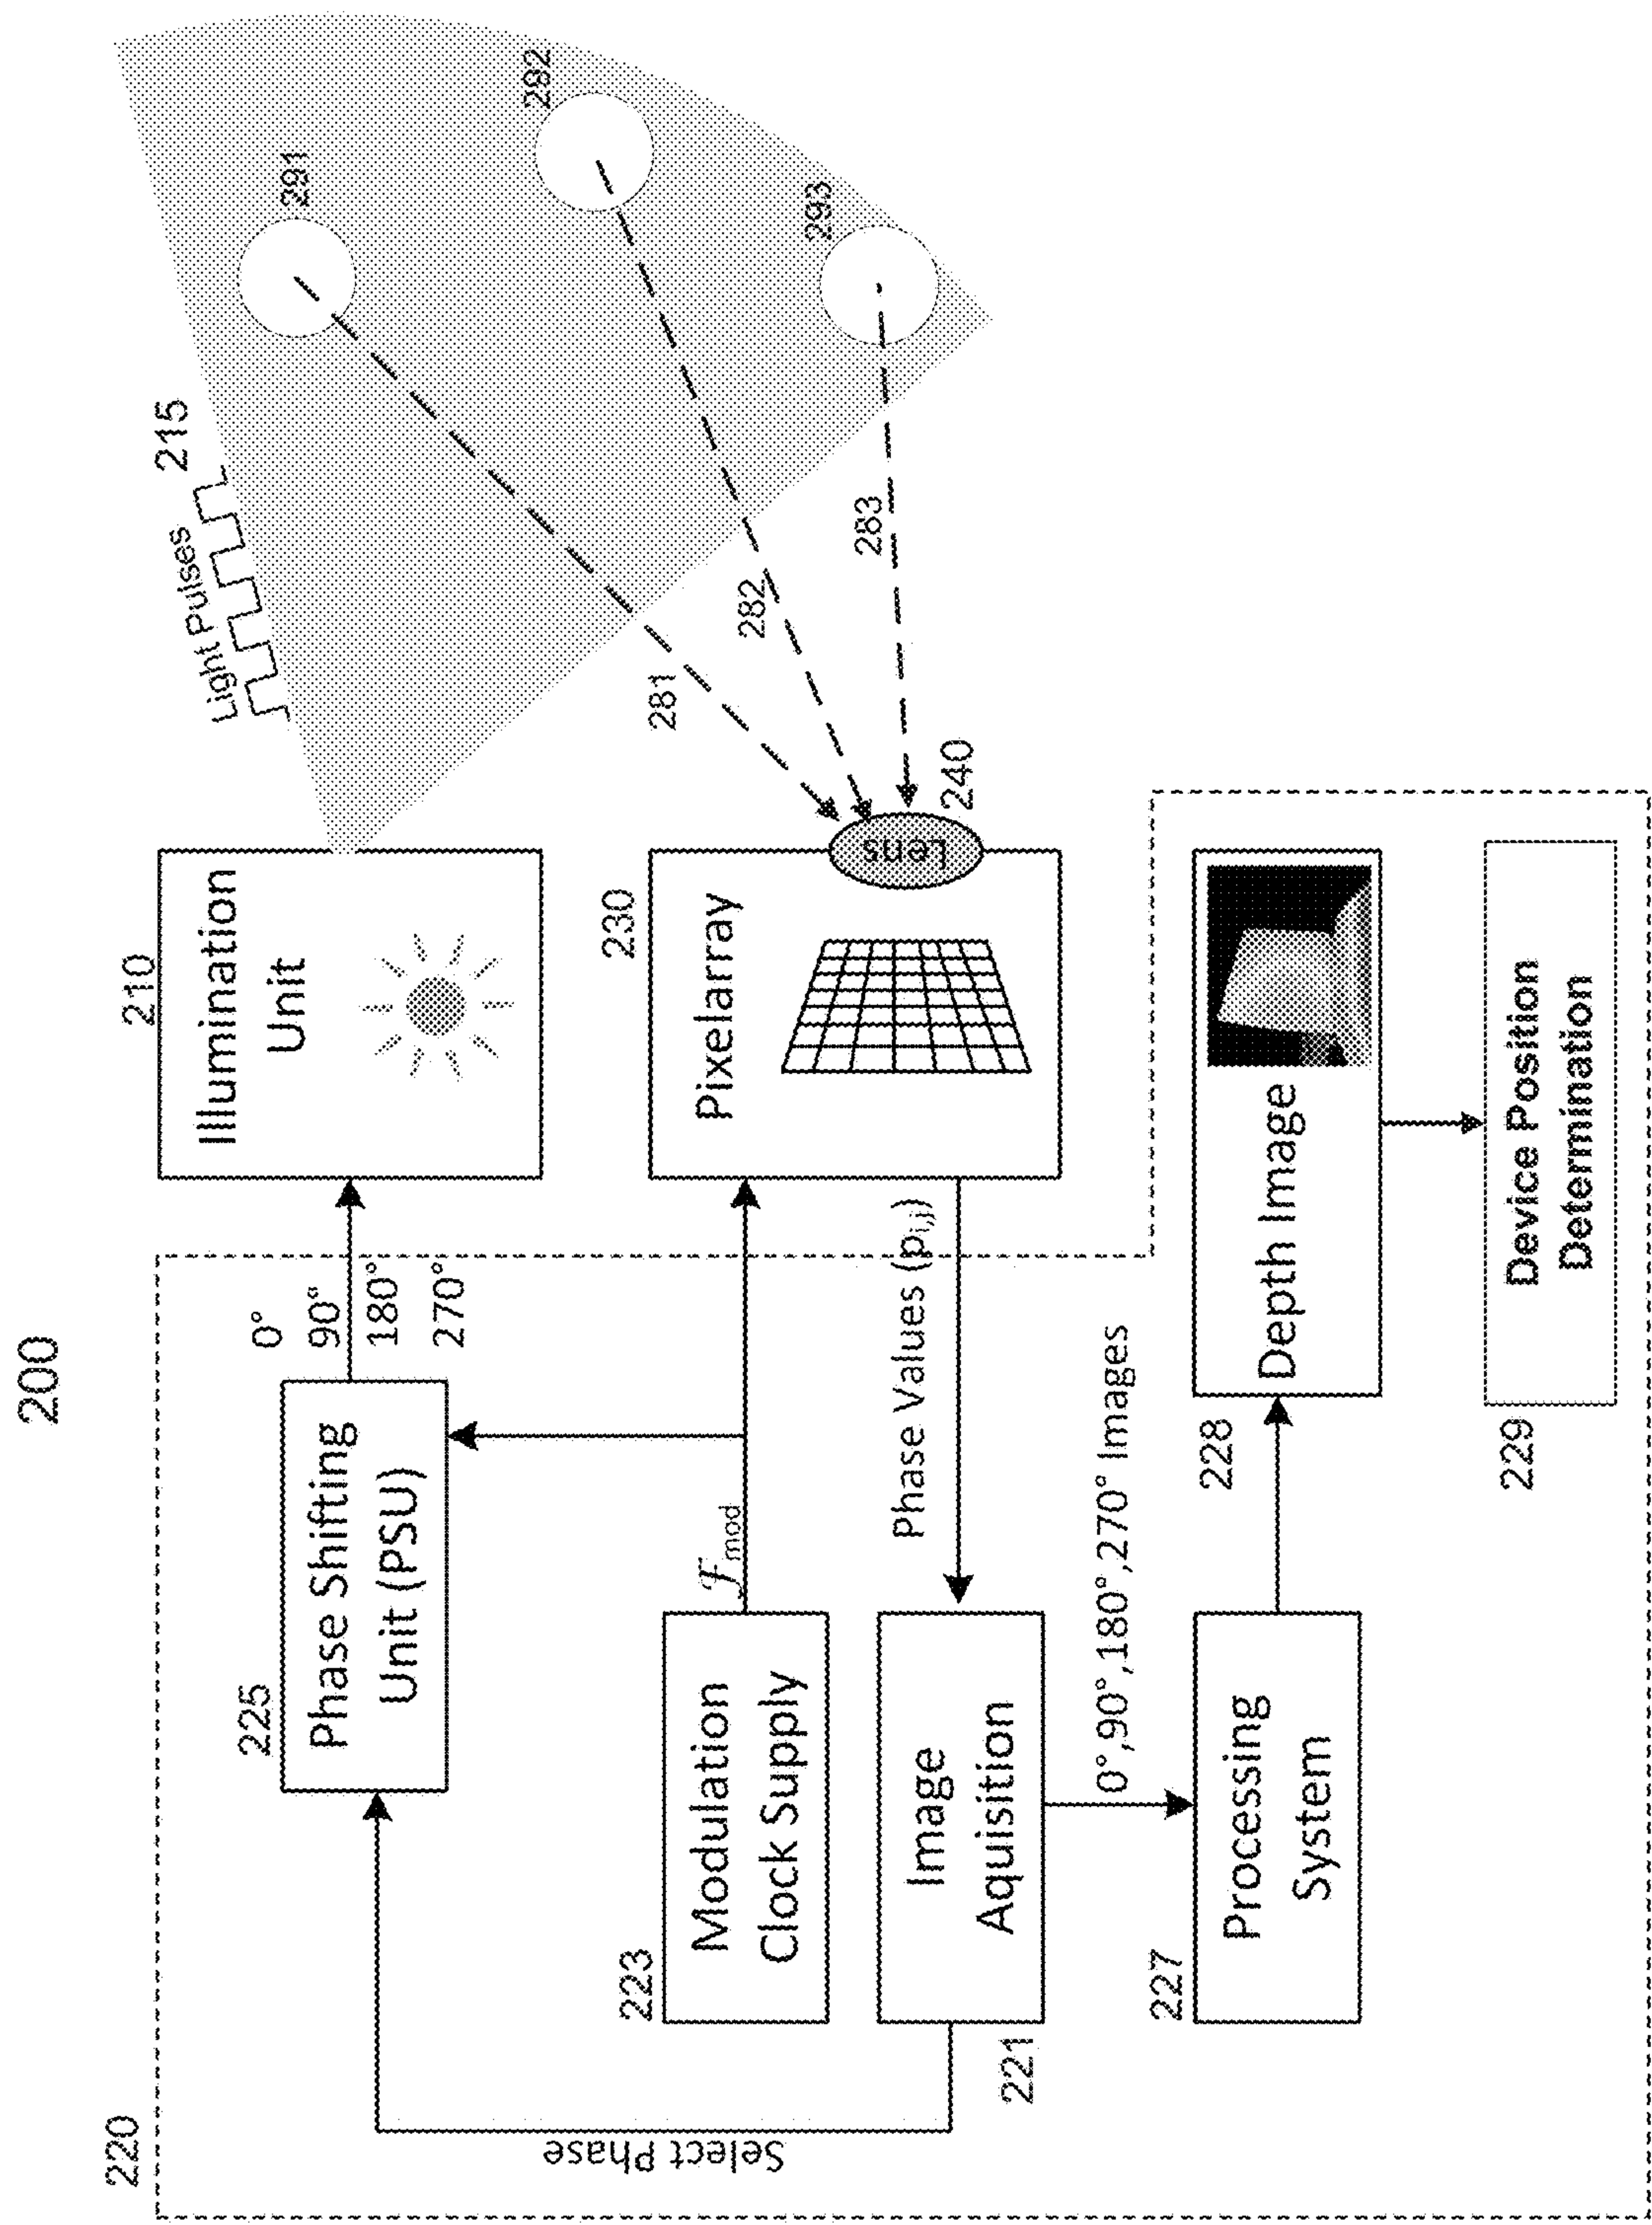 200
220
225
Phase Shifting
Unit (PSU)
0°
90°
180°
270°
210
Illumination
Unit
Light Pulses
215
291
292
293
281
282
283
Select Phase
223
Modulation
Clock Supply
ℱmod
230
Pixelarray
Lens
240
Phase Values (pi,j)
Image
Aquisition
221
0°,90°,180°,270° Images
227
Processing
System
228
Depth Image
229
Device Position
Determination